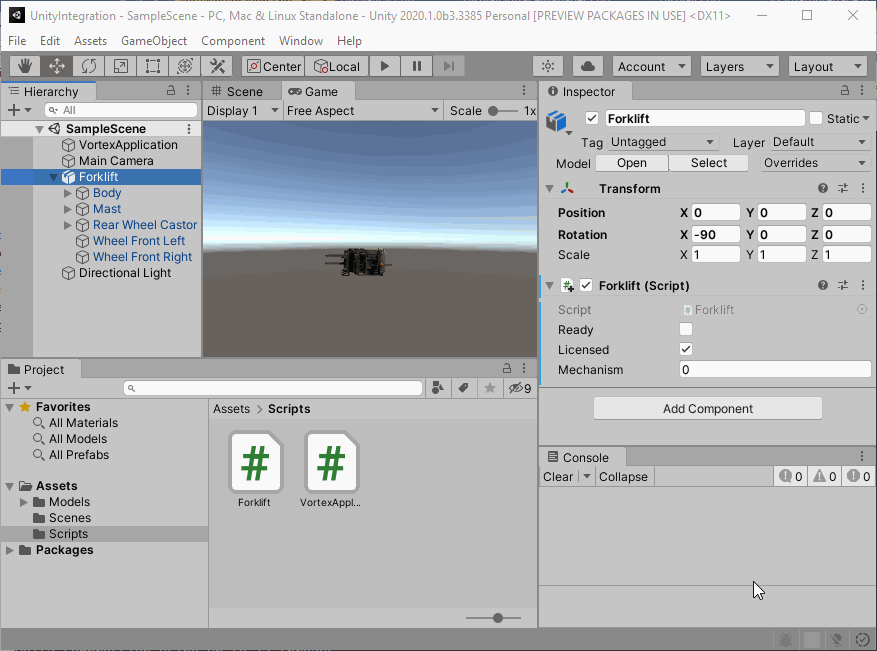 UnityIntegration - SampleScene - PC, Mac & Linux Standalone - Unity 2020.1.0b3.3385 Personal [PREVIEW PACKAGES IN USE] <DX11>
File Edit Assets GameObject Component Window Help
Center Local Account Layers Layout
Hierarchy
All
SampleScene
VortexApplication
Main Camera
Forklift
Body
Mast
Rear Wheel Castor
Wheel Front Left
Wheel Front Right
Directional Light
Scene Game
Display 1 Free Aspect Scale 1x
Inspector
Forklift Static
Tag Untagged Layer Default
Model Open Select Overrides
Transform
Position X 0 Y 0 Z 0
Rotation X -90 Y 0 Z 0
Scale X 1 Y 1 Z 1
# Forklift (Script)
Script Forklift
Ready
Licensed
Mechanism 0
Add Component
Project
9
Favorites
All Materials
All Models
All Prefabs
Assets
Models
Scenes
Scripts
Packages
Assets > Scripts
# #
Forklift VortexAppl...
Console
Clear Collapse 0 0 0